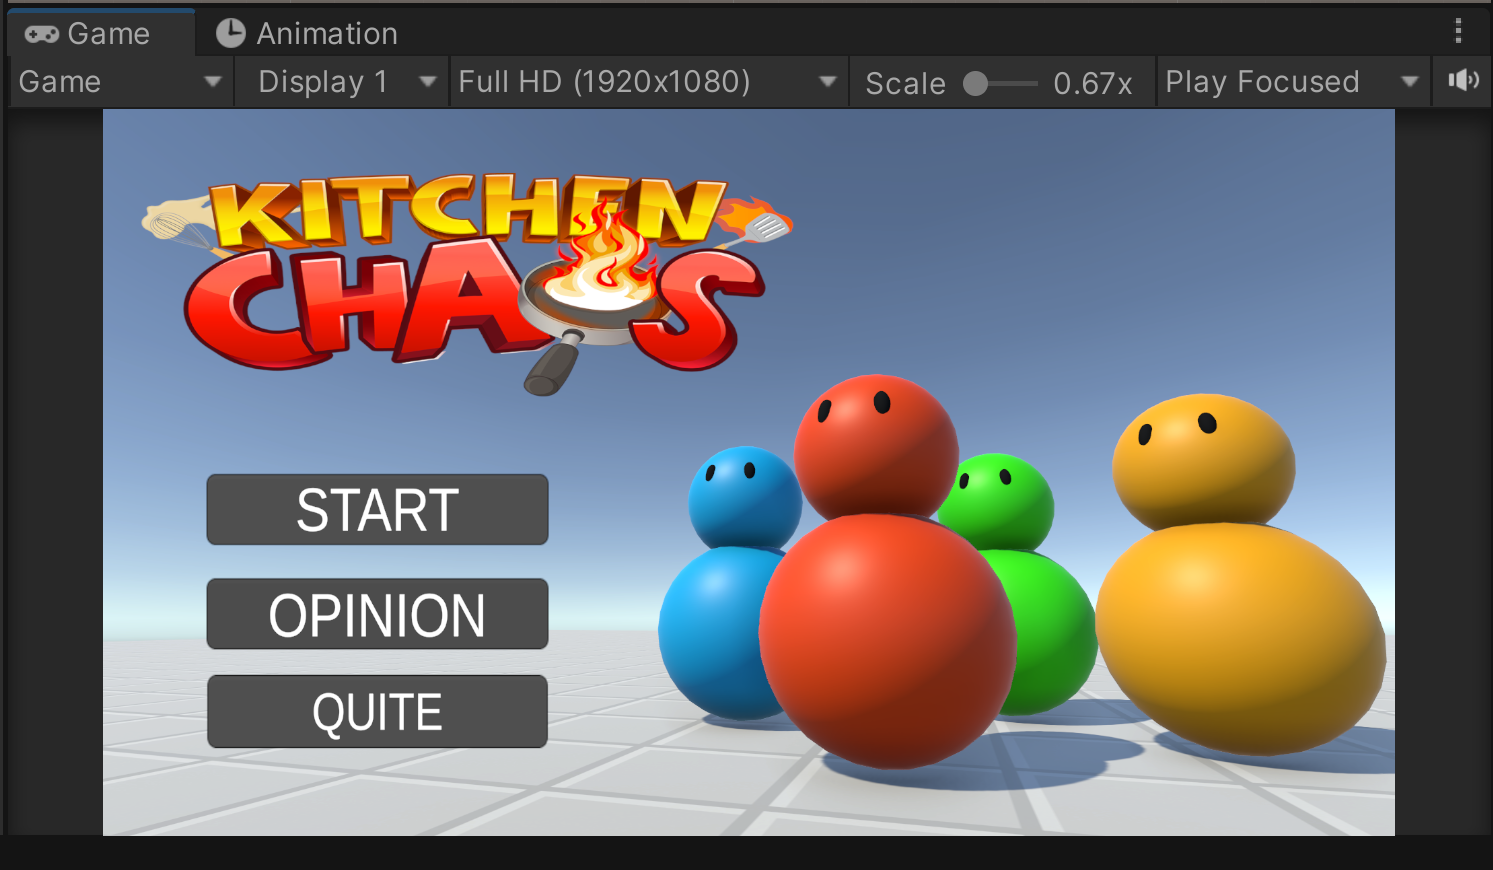 Game Animation
Game Display 1 Full HD (1920x1080) Scale 0.67x Play Focused
KITCHEN
CHAOS
START
OPINION
QUITE